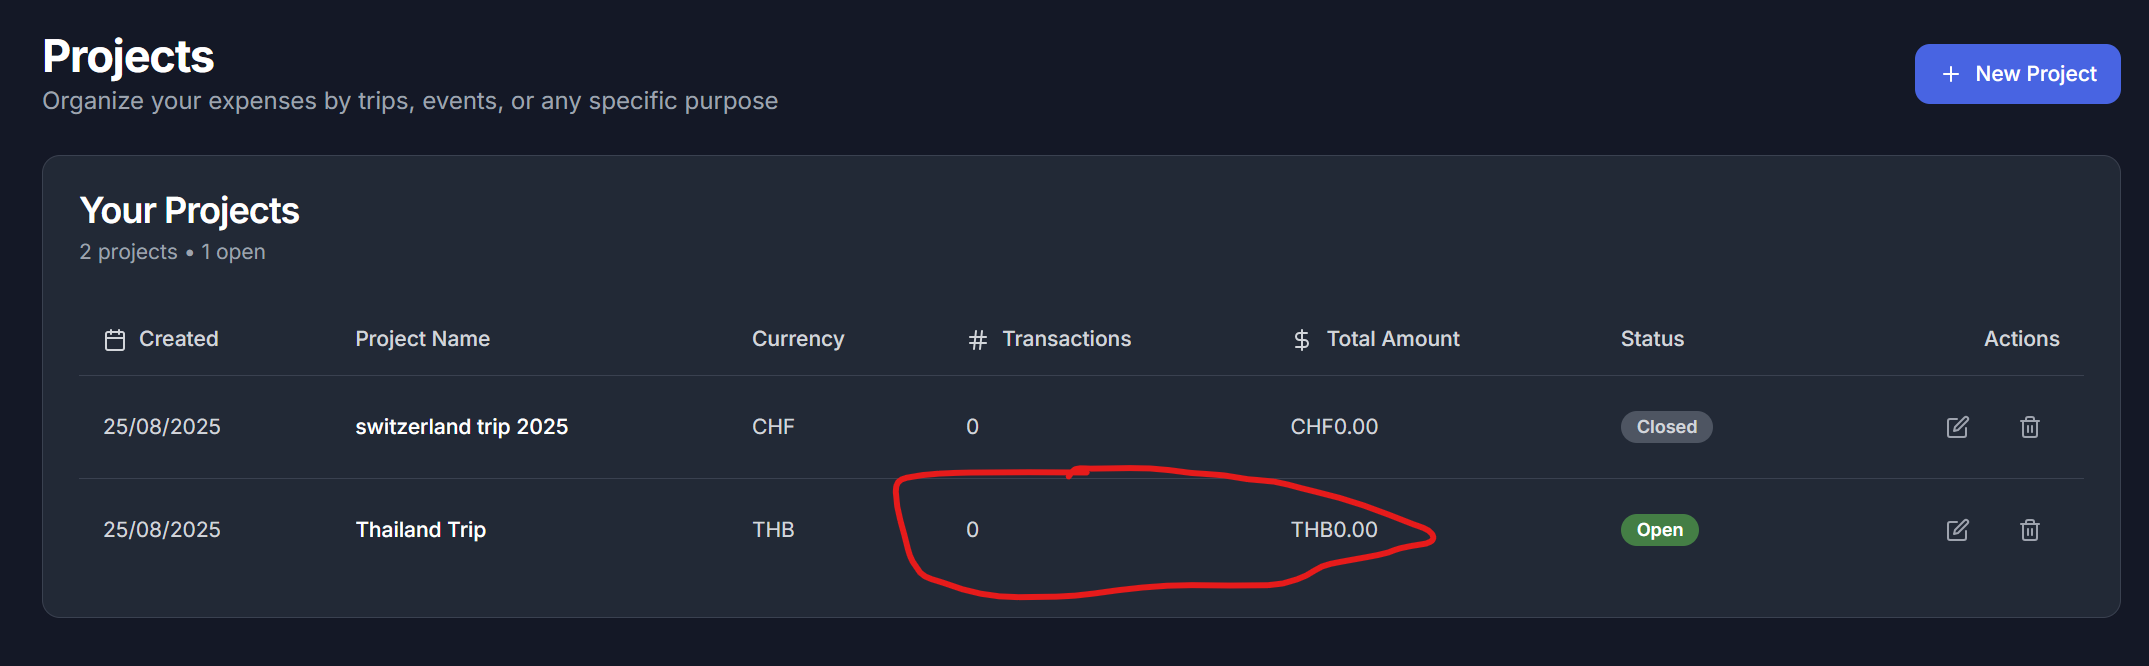 Projects
Organize your expenses by trips, events, or any specific purpose
+ New Project
Your Projects
2 projects • 1 open
Created Project Name Currency # Transactions $ Total Amount Status Actions
25/08/2025 switzerland trip 2025 CHF 0 CHF0.00 Closed
25/08/2025 Thailand Trip THB 0 THB0.00 Open